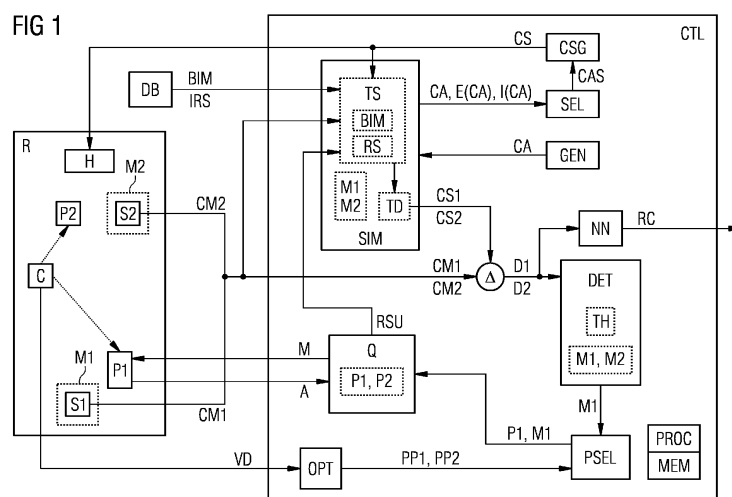 FIG 1
CTL
CS
CSG
CAS
DB
BIM
IRS
TS
BIM
RS
CA, E(CA), I(CA)
SEL
R
H
M2
P2
S2
CM2
M1
M2
TD
SIM
CA
GEN
CS1
CS2
NN
RC
C
CM1
CM2
Δ
D1
D2
DET
TH
M1, M2
RSU
M
Q
P1, P2
A
M1
P1
S1
CM1
M1
P1, M1
PSEL
PROC
MEM
VD
OPT
PP1, PP2